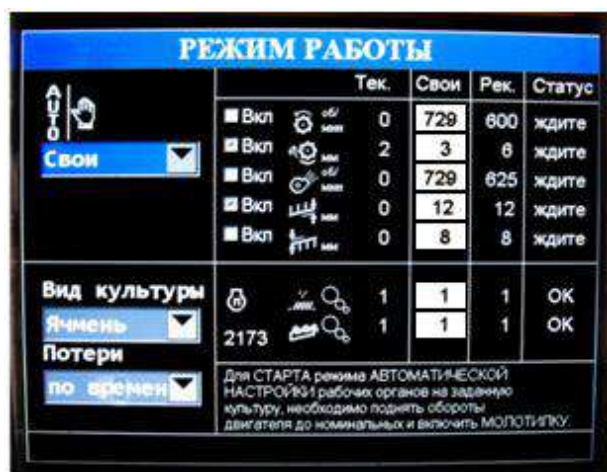 РЕЖИМ РАБОТЫ
Тек. Свои Рек. Статус
AUTO
Свои
Вкл об/мин 0 729 600 ждите
Вкл мм 2 3 6 ждите
Вкл об/мин 0 729 625 ждите
Вкл мм 0 12 12 ждите
Вкл мм 0 8 8 ждите
Вид культуры
Ячмень
Потери
по времен
n 1 1 1 OK
2173 1 1 1 OK
Для СТАРТА режима АВТОМАТИЧЕСКОЙ
НАСТРОЙКИ рабочих органов на заданную
культуру, необходимо поднять обороты
двигателя до номинальных и включить МОЛОТИЛКУ.